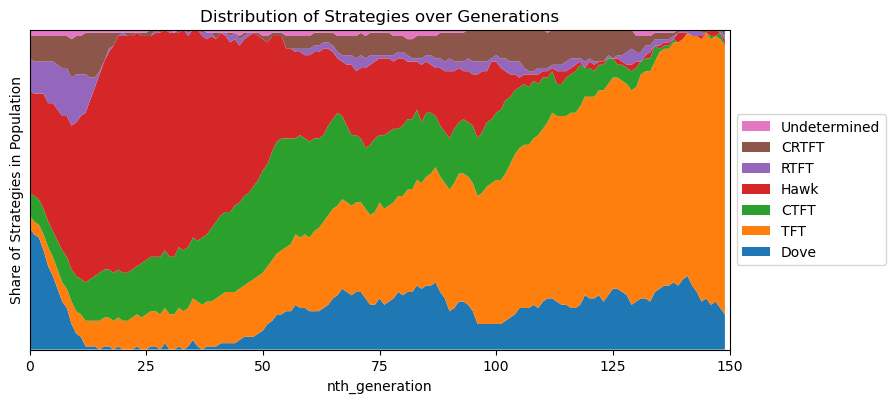 Distribution of Strategies over Generations
Share of Strategies in Population
Undetermined
CRTFT
RTFT
Hawk
CTFT
TFT
Dove
0 25 50 75 100 125 150
nth_generation